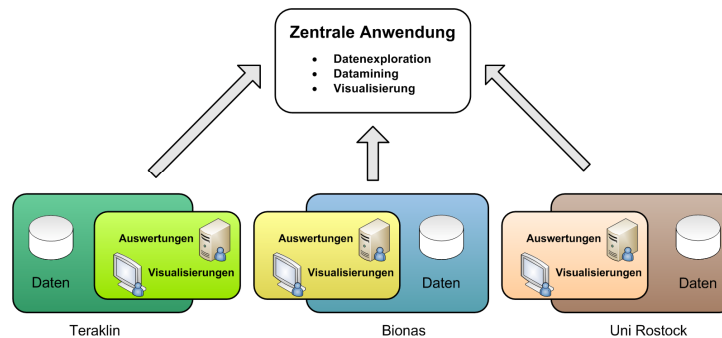 Zentrale Anwendung
• Datenexploration
• Datamining
• Visualisierung
Daten
Auswertungen
Visualisierungen
Teraklin
Auswertungen
Visualisierungen
Daten
Bionas
Auswertungen
Visualisierungen
Daten
Uni Rostock